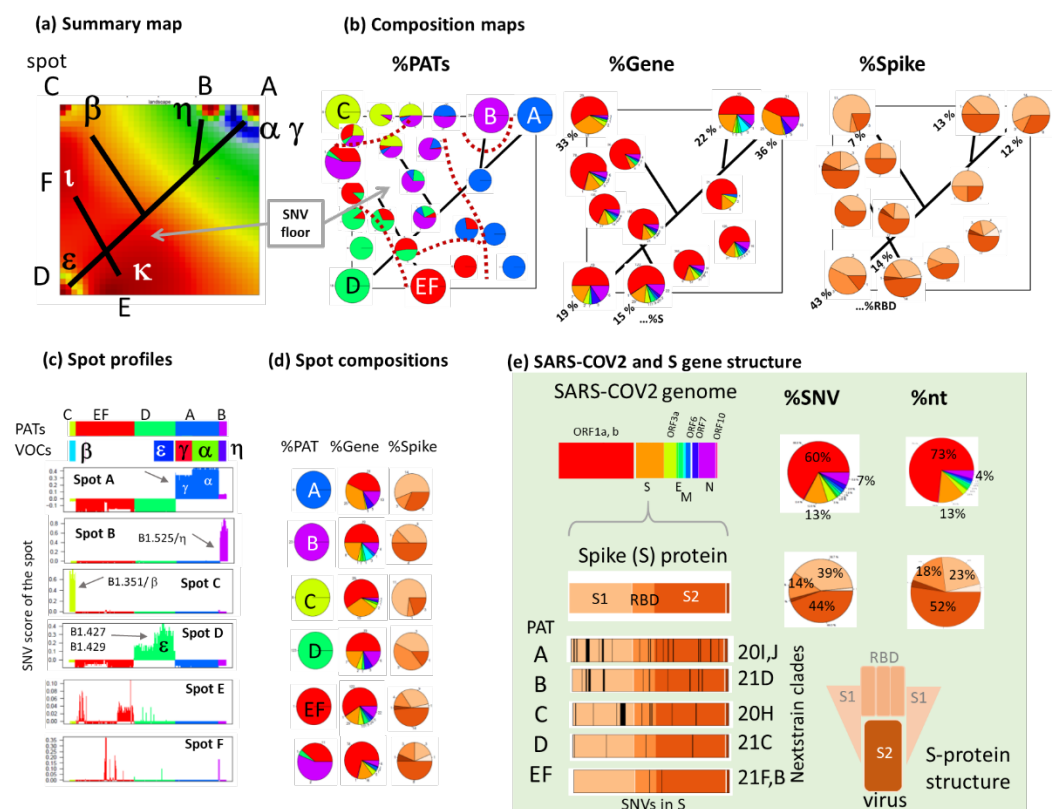 (a) Summary map
spot
C
B
A
β
η
α γ
F
ι
ε
κ
D
E
landscape
SNV
floor
(b) Composition maps
%PATs
%Gene
%Spike
C
B
A
D
EF
33 %
22 %
36 %
19 %
15 %
...%S
7 %
13 %
12 %
14 %
43 %
...%RBD
(c) Spot profiles
C EF D A B
PATs
VOCs
β ε γ α η
SNV score of the spot
Spot A
γ α
Spot B
B1.525/η
Spot C
B1.351/β
Spot D
B1.427
B1.429
ε
Spot E
Spot F
(d) Spot compositions
%PAT %Gene %Spike
A
B
C
D
EF
(e) SARS-COV2 and S gene structure
SARS-COV2 genome
ORF1a, b
ORF3a
ORF6
ORF7
ORF10
S
E
M
N
%SNV
%nt
60%
7%
13%
73%
4%
13%
Spike (S) protein
S1 RBD S2
39%
14%
44%
18%
23%
52%
PAT
A 20I,J
B 21D
C 20H
D 21C
EF 21F,B
SNVs in S
Nextstrain clades
RBD
S1
S1
S2
virus
S-protein
structure